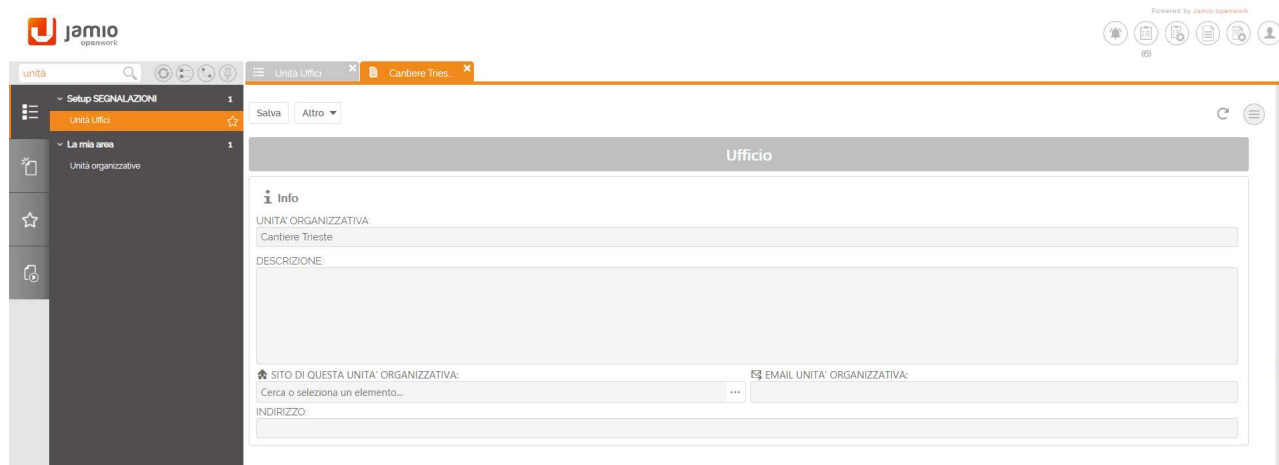 Powered by Jamio openwork
jamio
openwork
(6)
unità
Unità Uffici
Cantiere Tries..
Setup SEGNALAZIONI 1
Unità Uffici
La mia area 1
Unità organizzative
Salva Altro
Ufficio
Info
UNITA' ORGANIZZATIVA:
Cantiere Trieste
DESCRIZIONE:
SITO DI QUESTA UNITA' ORGANIZZATIVA:
EMAIL UNITA' ORGANIZZATIVA:
Cerca o seleziona un elemento...
INDIRIZZO: